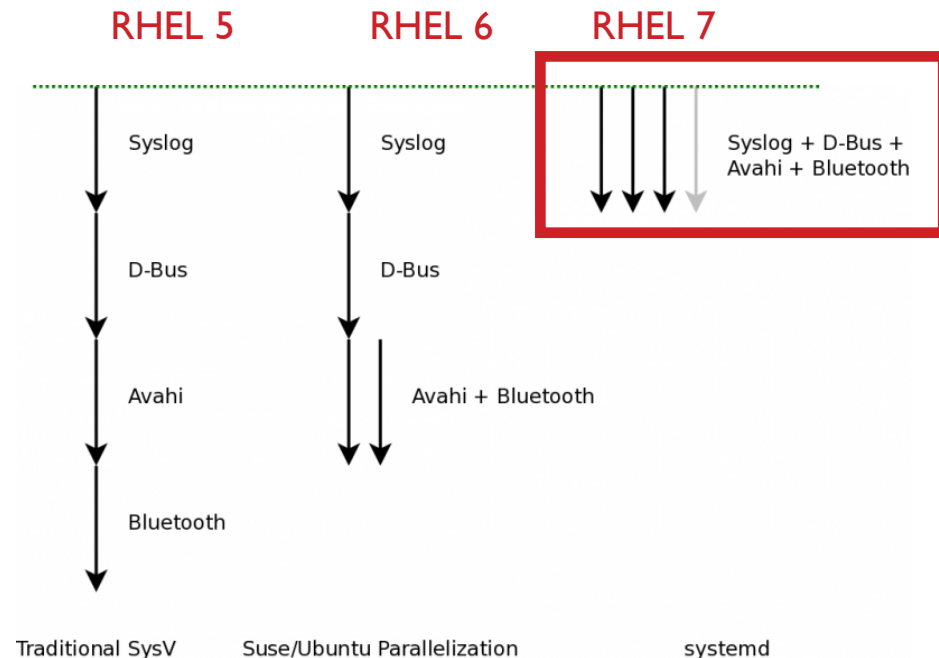 RHEL 5
RHEL 6
RHEL 7
Syslog
Syslog
Syslog + D-Bus +
Avahi + Bluetooth
D-Bus
D-Bus
Avahi
Avahi + Bluetooth
Bluetooth
Traditional SysV
Suse/Ubuntu Parallelization
systemd